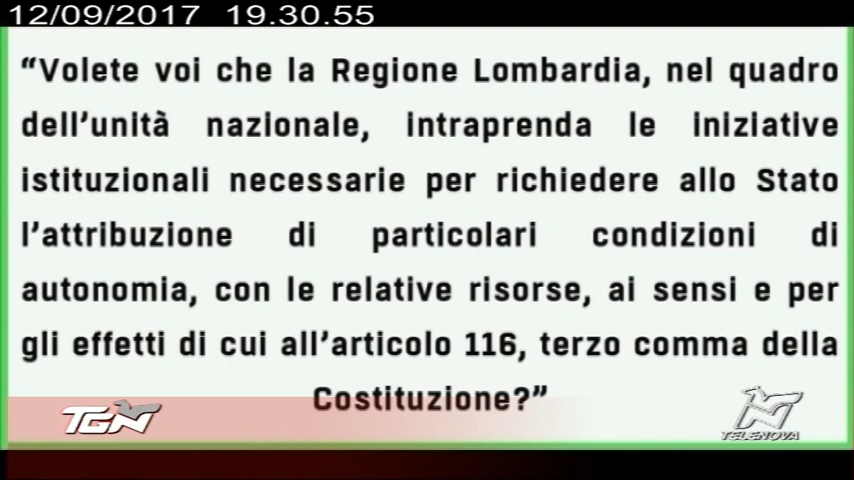 12/09/2017 19.30.55
“Volete voi che la Regione Lombardia, nel quadro
dell’unità nazionale, intraprenda le iniziative
istituzionali necessarie per richiedere allo Stato
l’attribuzione di particolari condizioni di
autonomia, con le relative risorse, ai sensi e per
gli effetti di cui all’articolo 116, terzo comma della
Costituzione?”
TGN
TELENOVA